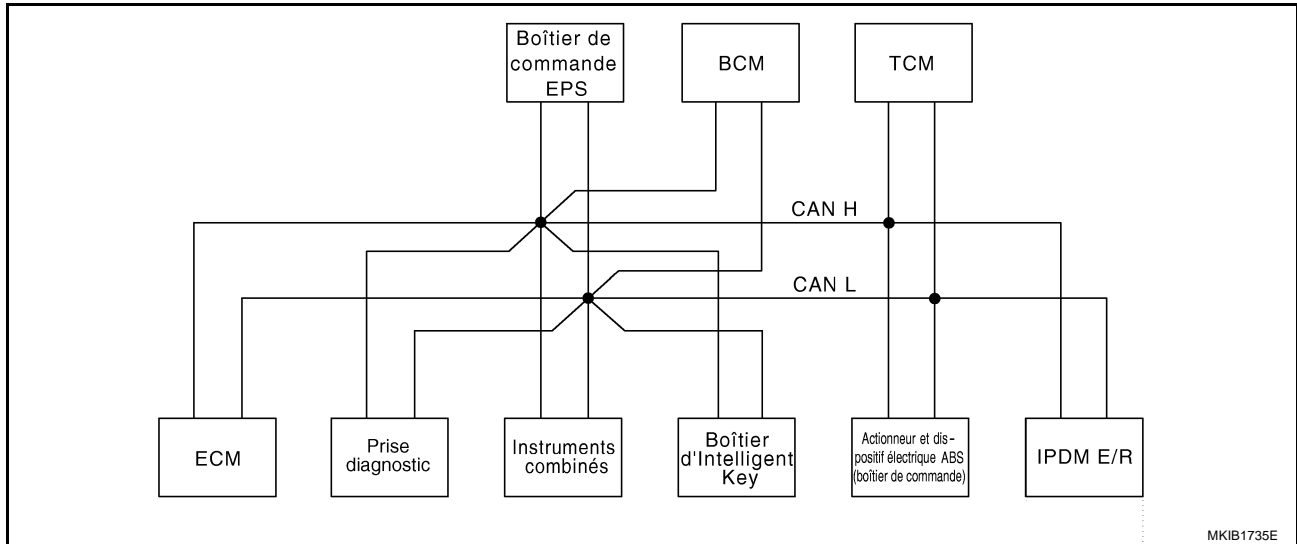 Boîtier de
commande
EPS
BCM
TCM
CAN H
CAN L
ECM
Prise
diagnostic
Instruments
combinés
Boîtier
d'Intelligent
Key
Actionneur et dis-
positif électrique ABS
(boîtier de commande)
IPDM E/R
MKIB1735E